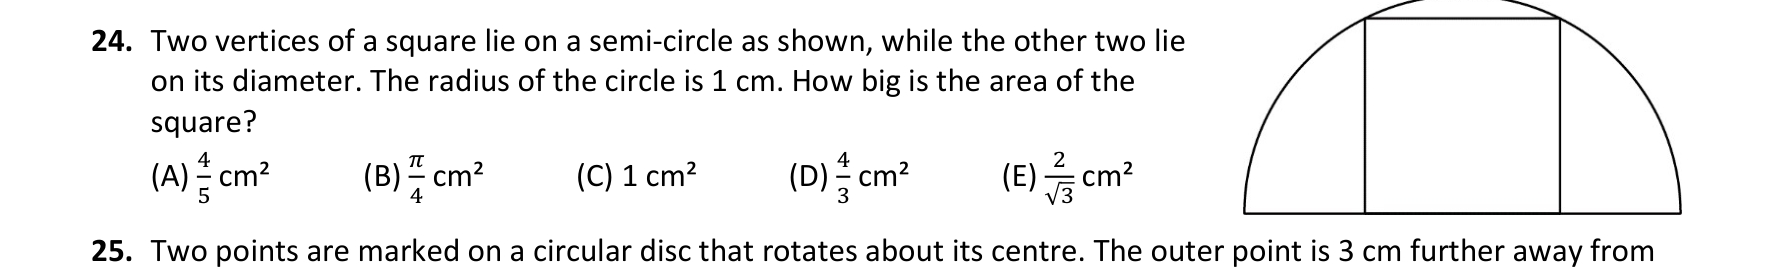 24. Two vertices of a square lie on a semi-circle as shown, while the other two lie
on its diameter. The radius of the circle is 1 cm. How big is the area of the
square?
(A) 4/5 cm² (B) π/4 cm² (C) 1 cm² (D) 4/3 cm² (E) 2/√3 cm²
25. Two points are marked on a circular disc that rotates about its centre. The outer point is 3 cm further away from